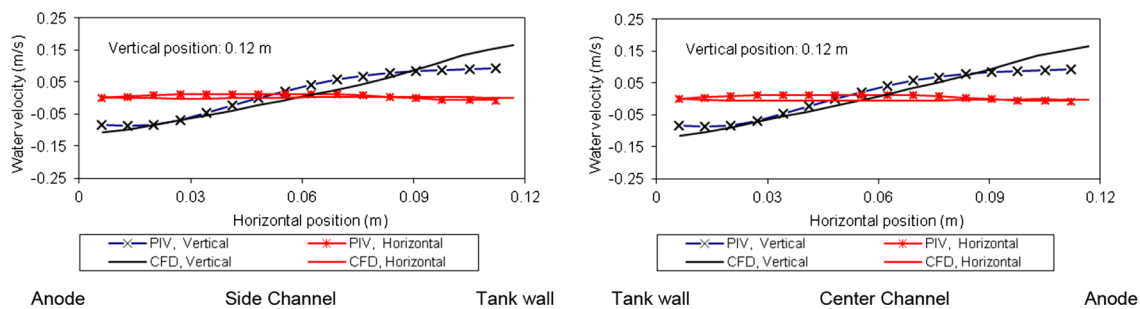 0.25
0.15
0.05
-0.05
-0.15
-0.25
Water velocity (m/s)
Vertical position: 0.12 m
0
0.03
0.06
0.09
0.12
Horizontal position (m)
PIV, Vertical
PIV, Horizontal
CFD, Vertical
CFD, Horizontal
Anode
Side Channel
Tank wall
0.25
0.15
0.05
-0.05
-0.15
-0.25
Water velocity (m/s)
Vertical position: 0.12 m
0
0.03
0.06
0.09
0.12
Horizontal position (m)
PIV, Vertical
PIV, Horizontal
CFD, Vertical
CFD, Horizontal
Tank wall
Center Channel
Anode